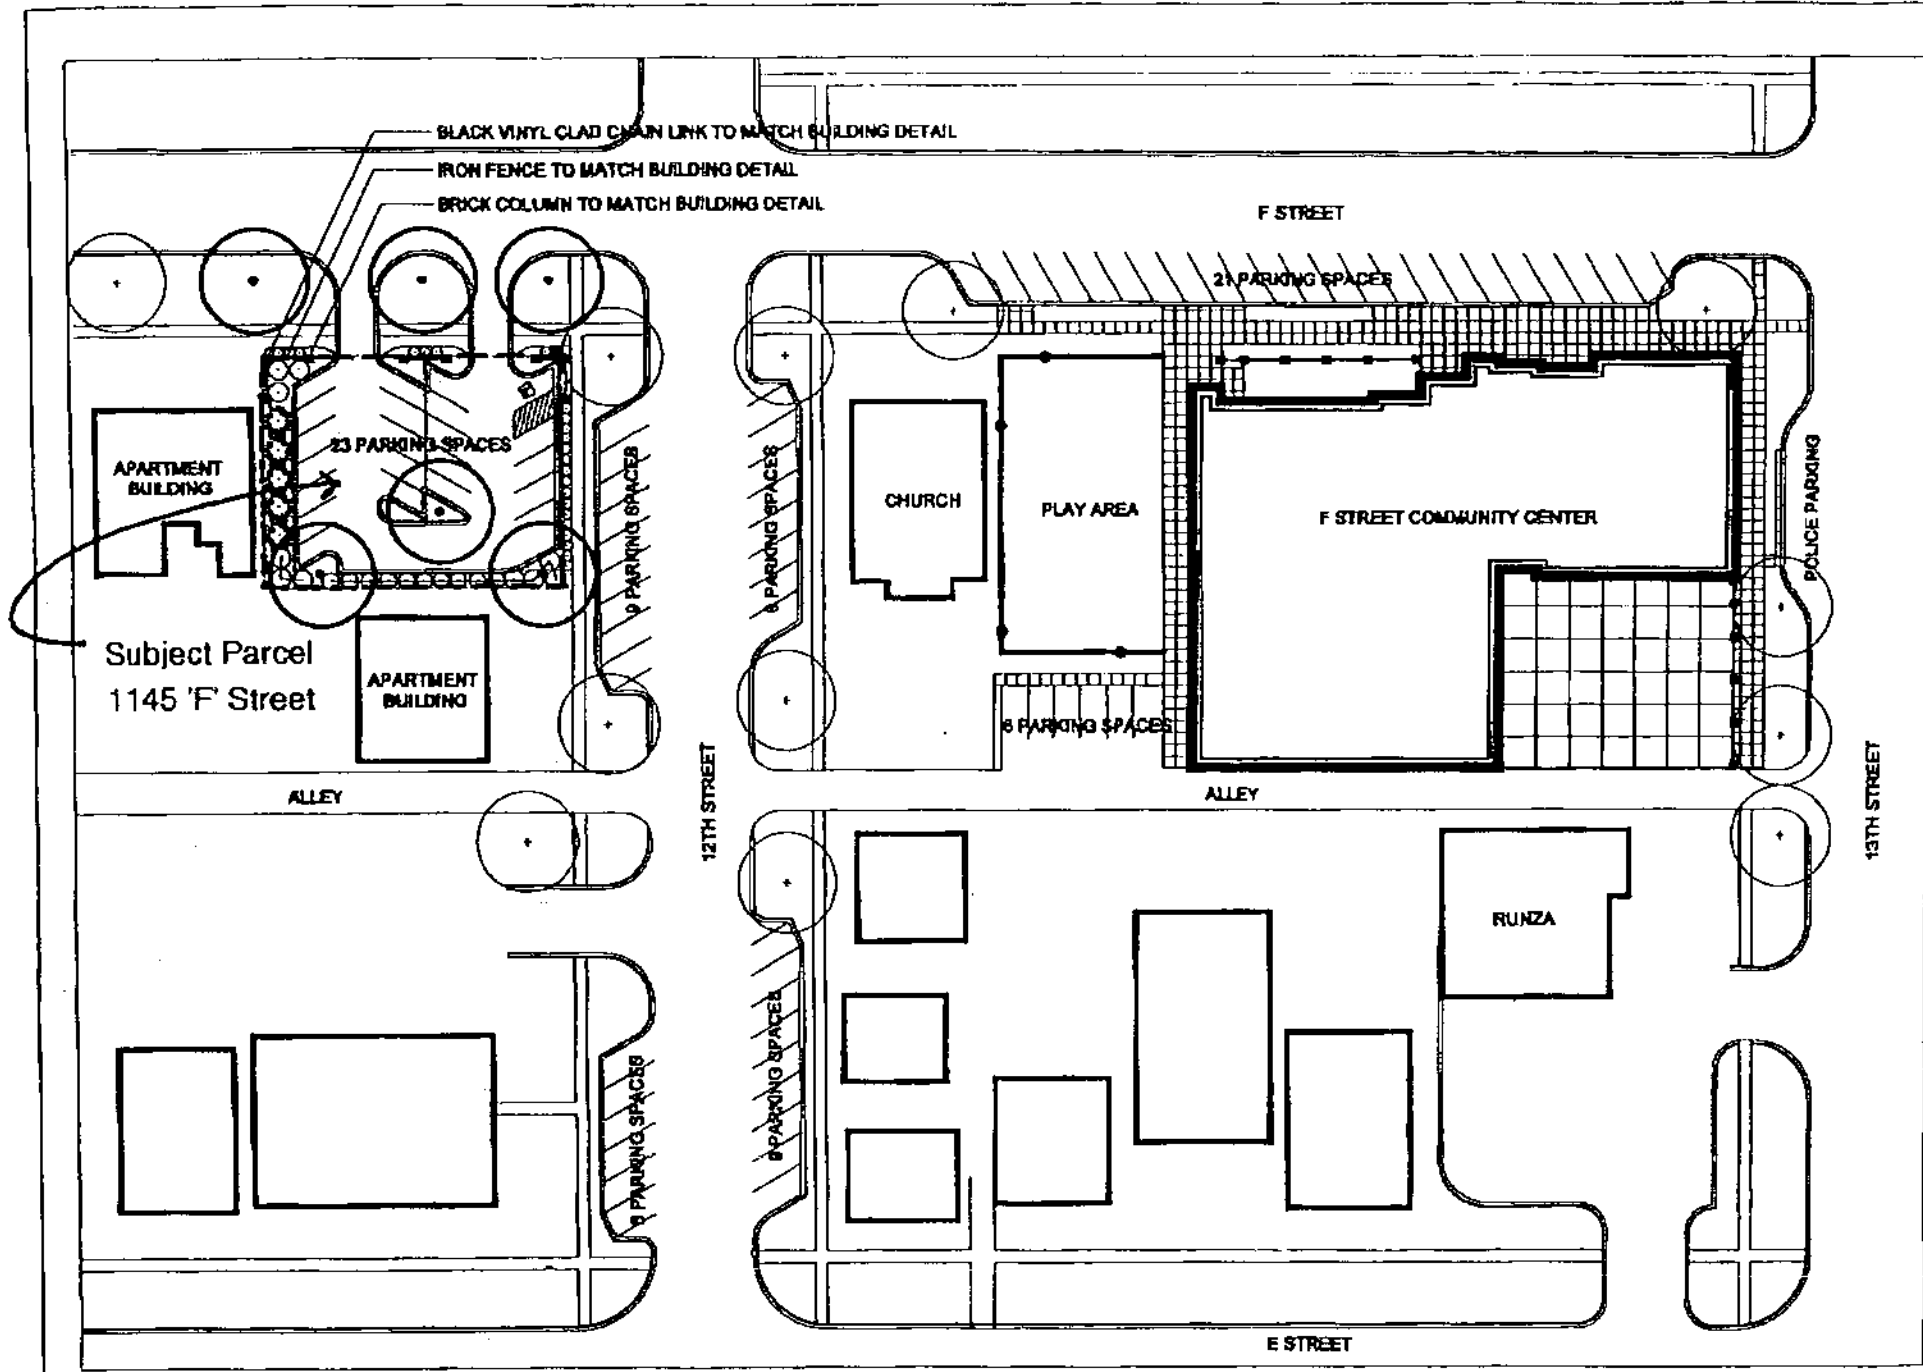 BLACK VINYL CLAD CHAIN LINK TO MATCH BUILDING DETAIL
IRON FENCE TO MATCH BUILDING DETAIL
BRICK COLUMN TO MATCH BUILDING DETAIL
F STREET
21 PARKING SPACES
23 PARKING SPACES
APARTMENT
BUILDING
9 PARKING SPACES
CHURCH
PLAY AREA
F STREET COMMUNITY CENTER
POLICE PARKING
PARKING SPACES
Subject Parcel
1145 'F' Street
APARTMENT
BUILDING
6 PARKING SPACES
ALLEY
12TH STREET
ALLEY
13TH STREET
RUNZA
PARKING SPACES
9 PARKING SPACES
E STREET